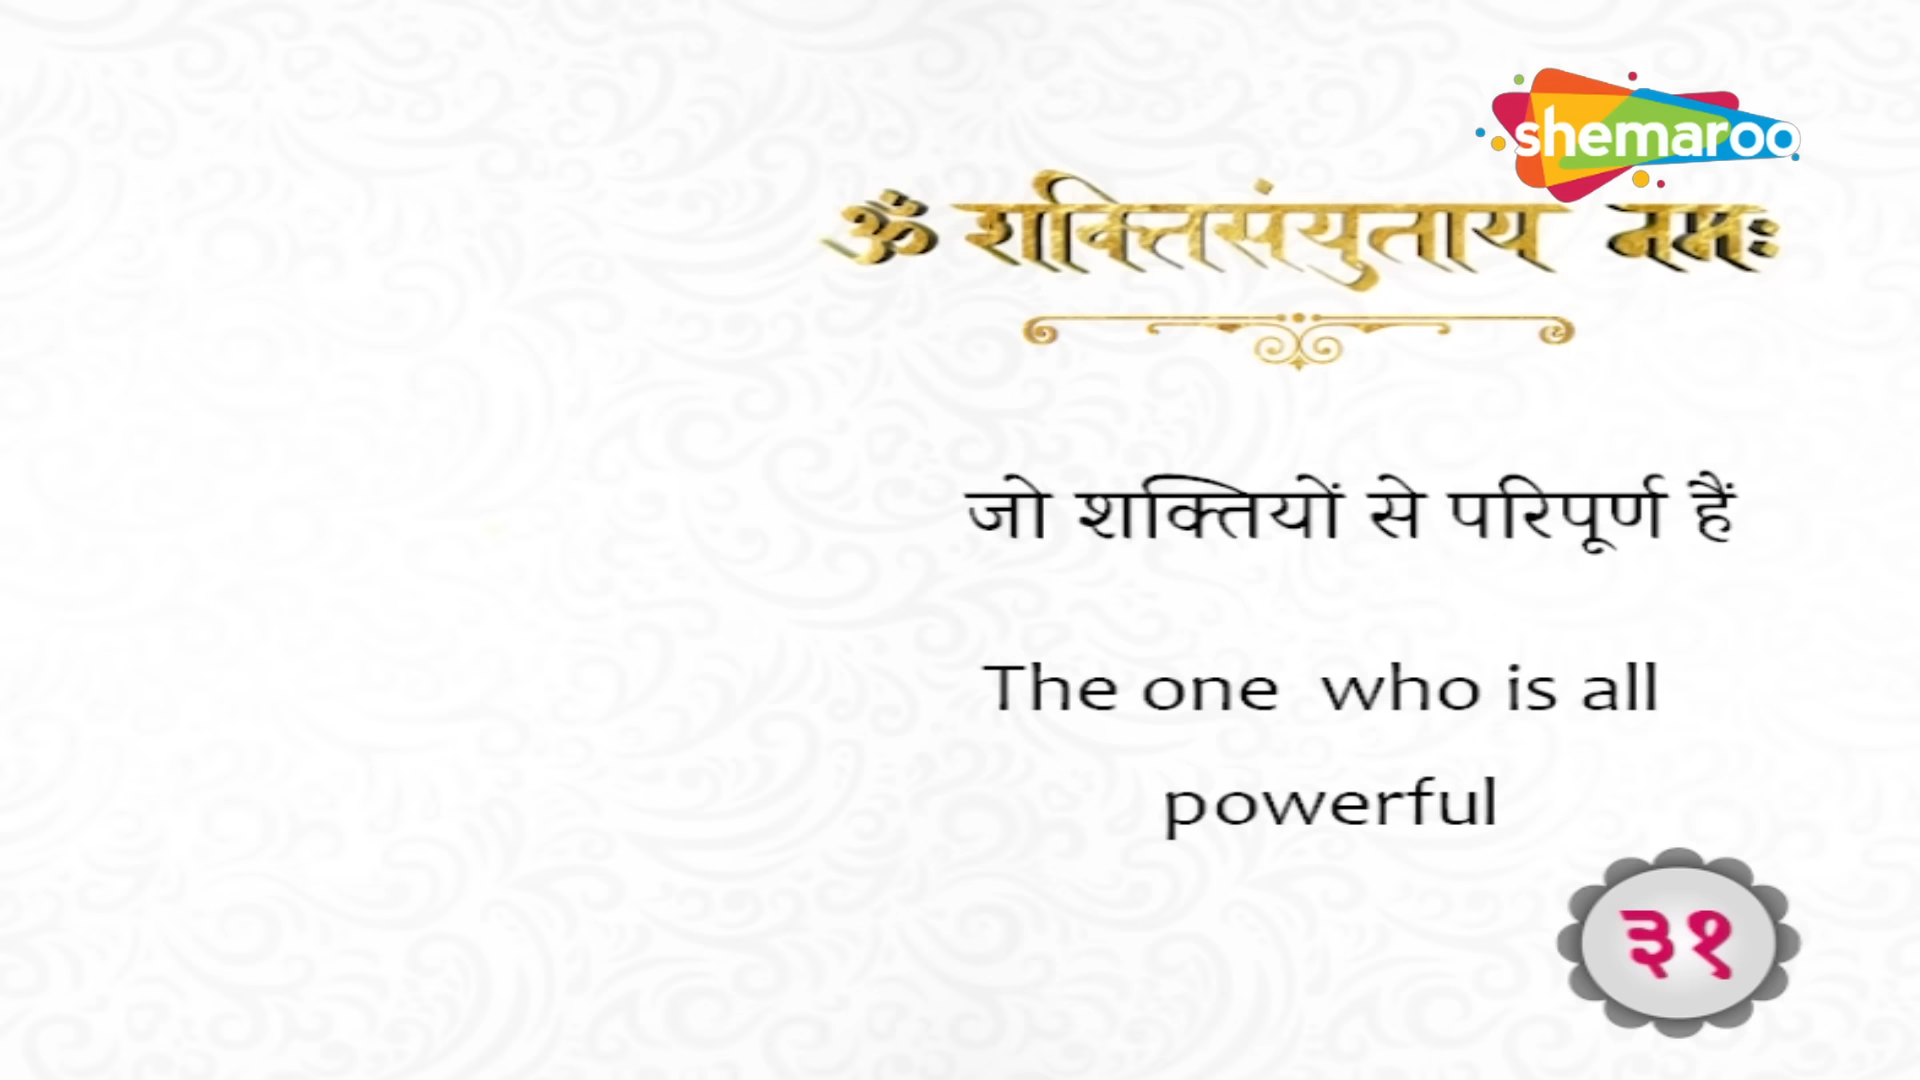 shemaroo
ॐ शक्तिसंयुताय नमः
जो शक्तियों से परिपूर्ण हैं
The one who is all
powerful
३१